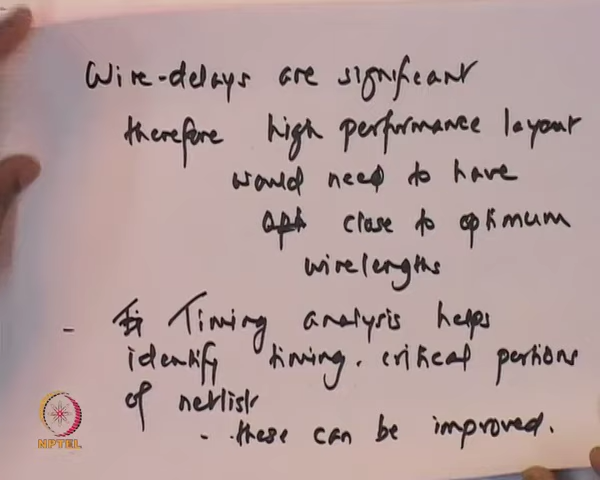 Wire-delays are significant
therefore high performance layout
would need to have
close to optimum
wirelengths
- Timing analysis helps
identify timing. critical portions
of netlist
- these can be improved.
NPTEL